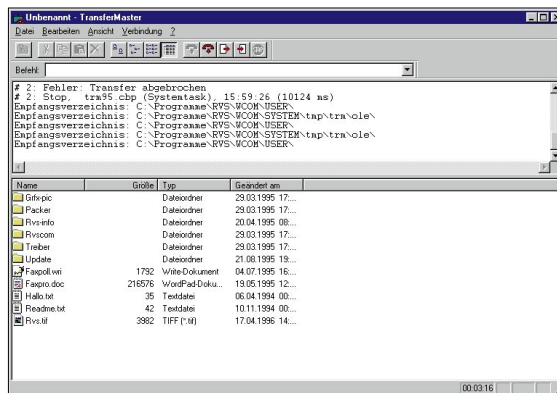 Unbenannt - TransferMaster
Datei Bearbeiten Ansicht Verbindung ?
Befehl:
# 2: Fehler: Transfer abgebrochen
# 2: Stop, trm95.cbp (Systemtask), 15:59:26 (10124 ms)
Empfangsverzeichnis: C:\Programme\RVS\WCOM\USER\
Empfangsverzeichnis: C:\Programme\RVS\WCOM\SYSTEM\tmp\trm\ole\
Empfangsverzeichnis: C:\Programme\RVS\WCOM\USER\
Empfangsverzeichnis: C:\Programme\RVS\WCOM\SYSTEM\tmp\trm\ole\
Empfangsverzeichnis: C:\Programme\RVS\WCOM\USER\
Name Größe Typ Geändert am
Grfx-pic Dateiordner 29.03.1995 17:...
Packer Dateiordner 29.03.1995 17:...
Rvs-info Dateiordner 20.04.1995 08:...
Rvscom Dateiordner 29.03.1995 17:...
Treiber Dateiordner 29.03.1995 17:...
Update Dateiordner 21.08.1995 19:...
Faxpoll.wri 1792 Write-Dokument 04.07.1995 16:...
Faxpro.doc 216576 WordPad-Doku... 19.05.1995 12:...
Hallo.txt 35 Textdatei 06.04.1994 00:...
Readme.txt 42 Textdatei 10.11.1994 00:...
Rvs.tif 3982 TIFF (*.tif) 17.04.1996 14:...
00:03:16